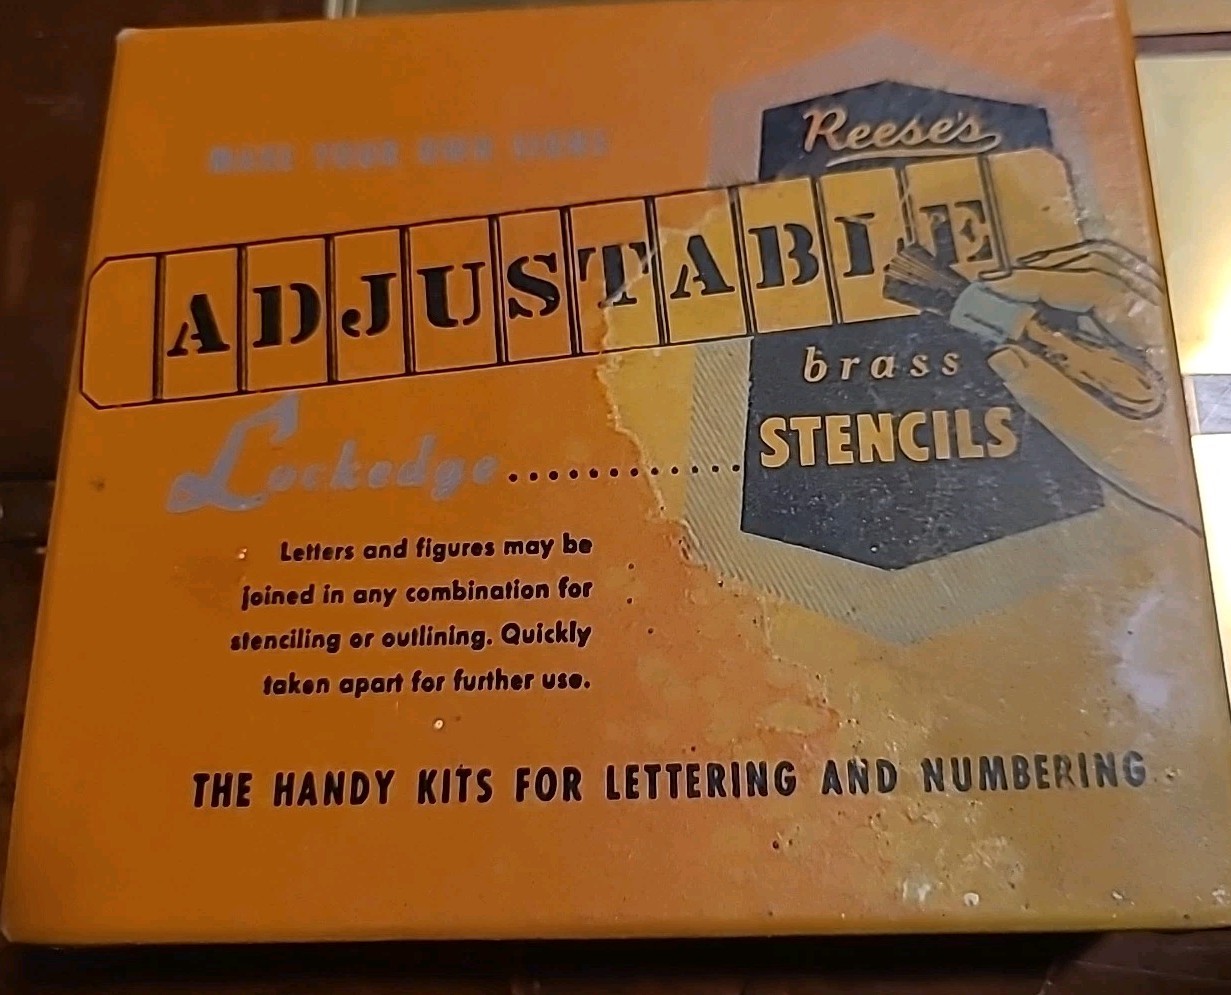 Reese's
MAKE YOUR OWN SIGNS
ADJUSTABLE
brass
STENCILS
Lockedge............
Letters and figures may be
joined in any combination for
stenciling or outlining. Quickly
taken apart for further use.
THE HANDY KITS FOR LETTERING AND NUMBERING